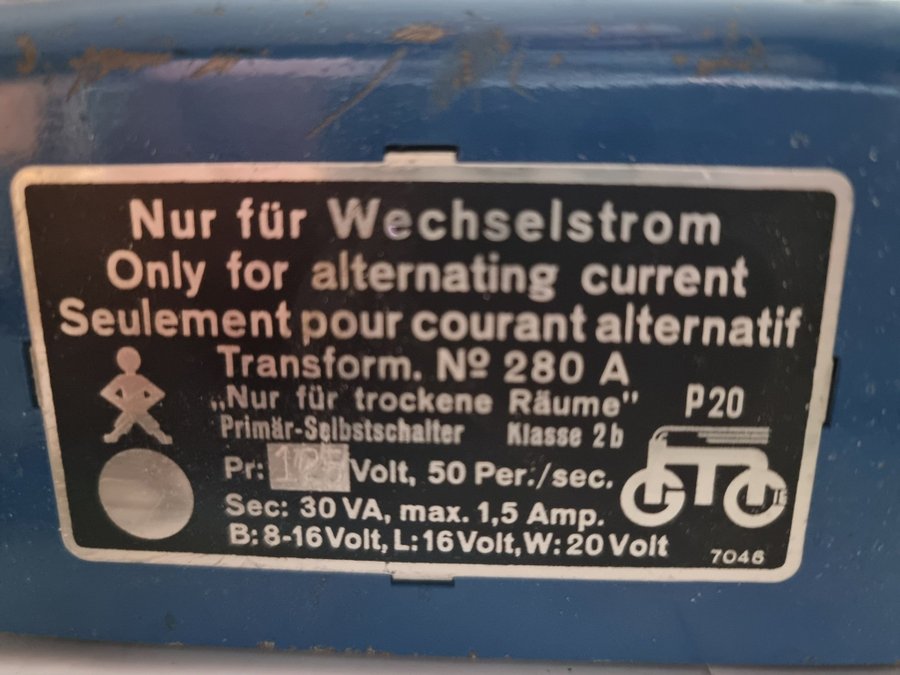 Nur für Wechselstrom
Only for alternating current
Seulement pour courant alternatif
Transform. Nº 280 A
„Nur für trockene Räume"
P20
Primär-Selbstschalter Klasse 2b
Pr: 125 Volt, 50 Per./sec.
Sec: 30 VA, max. 1,5 Amp.
B: 8-16 Volt, L: 16 Volt, W: 20 Volt
7046